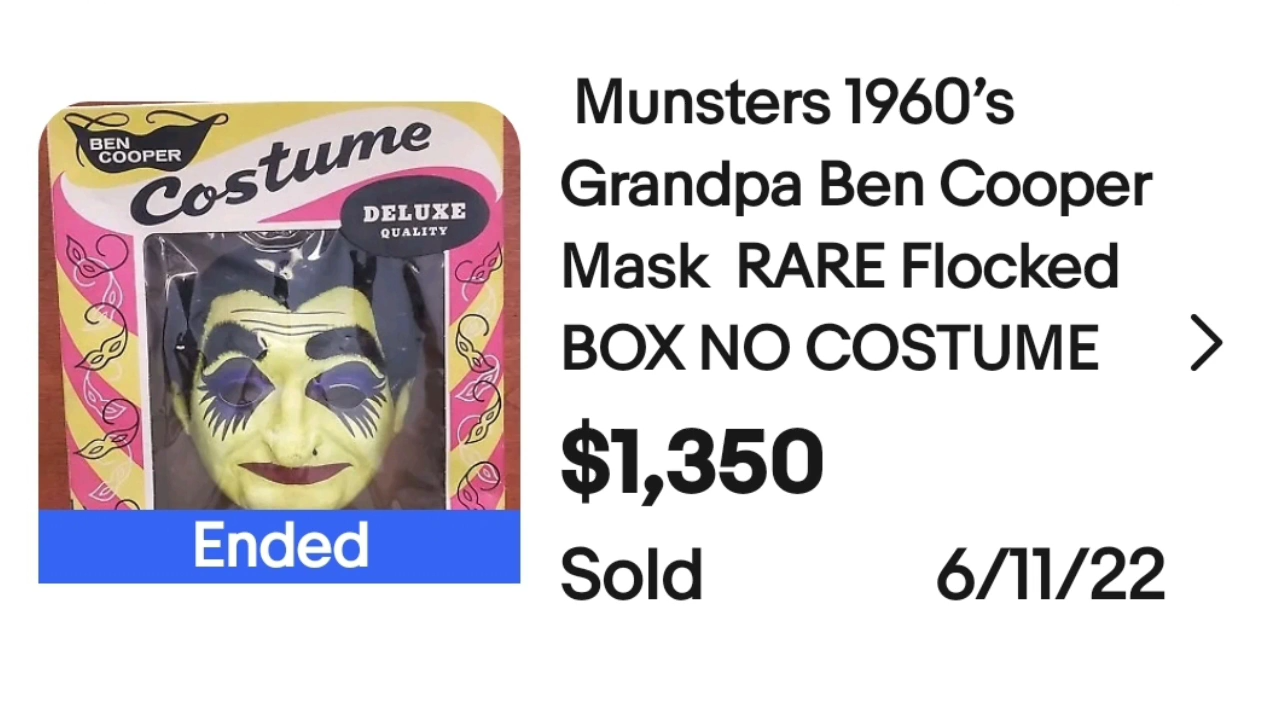 BEN
COOPER
Costume
DELUXE
QUALITY
Ended
Munsters 1960’s
Grandpa Ben Cooper
Mask RARE Flocked
BOX NO COSTUME
$1,350
Sold 6/11/22